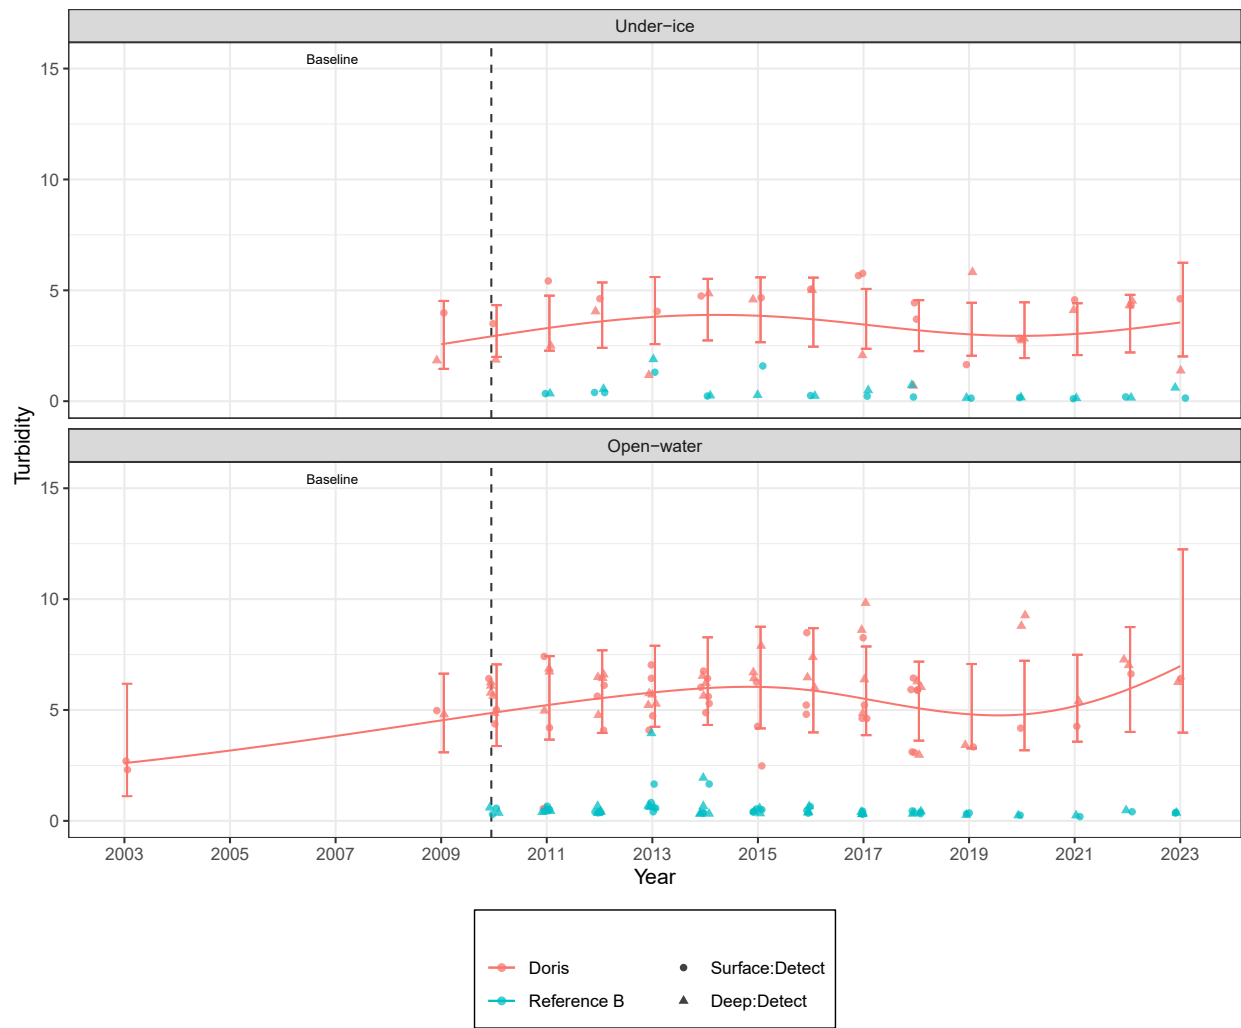 Under−ice
Baseline
15
10
5
0
Open−water
Baseline
15
10
5
0
Turbidity
2003 2005 2007 2009 2011 2013 2015 2017 2019 2021 2023
Year
Doris
Surface:Detect
Reference B
Deep:Detect